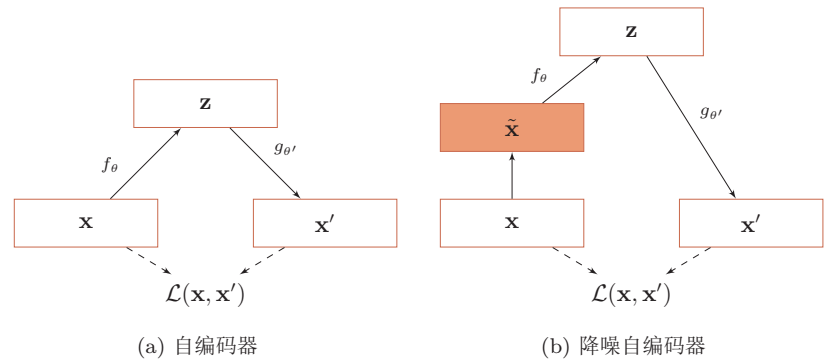 z
f_θ
g_θ′
x
x′
ℒ(x, x′)
(a) 自编码器
z
f_θ
x̃
g_θ′
x
x′
ℒ(x, x′)
(b) 降噪自编码器